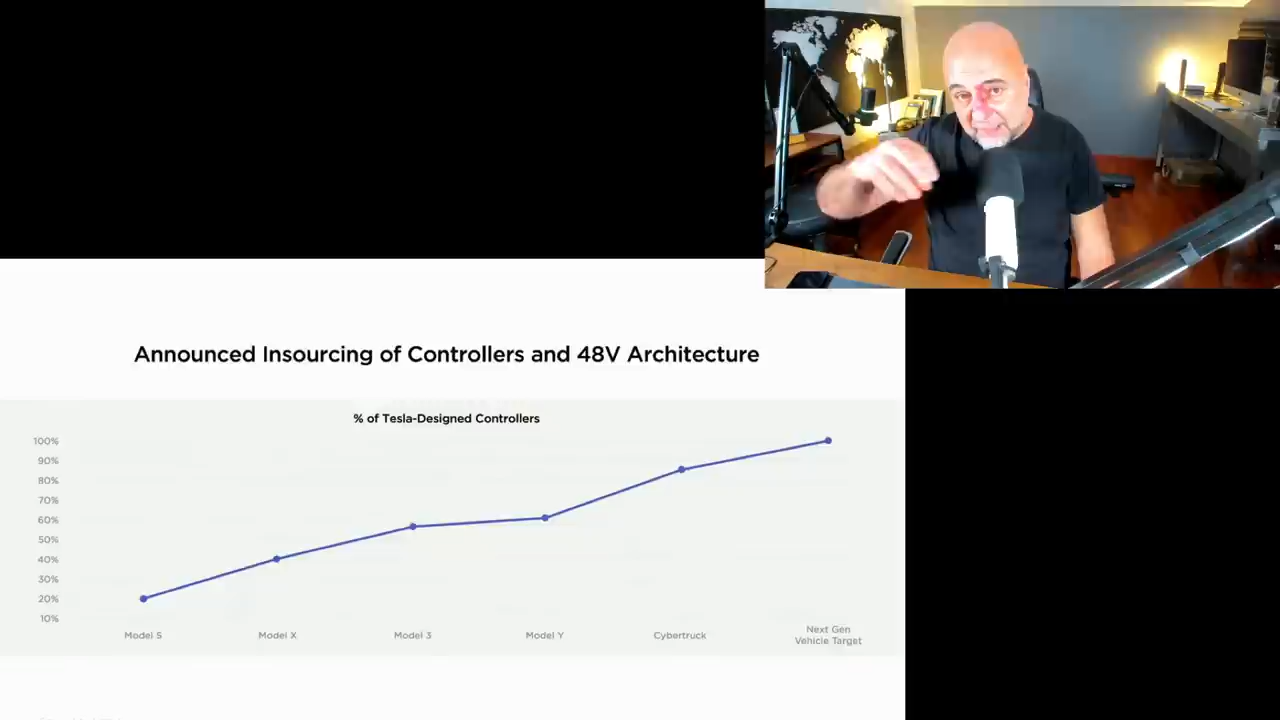 Announced Insourcing of Controllers and 48V Architecture
% of Tesla-Designed Controllers
100%
90%
80%
70%
60%
50%
40%
30%
20%
10%
Model S
Model X
Model 3
Model Y
Cybertruck
Next Gen
Vehicle Target